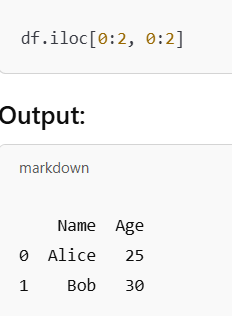 df.iloc[0:2, 0:2]
Output:
markdown
Name Age
0 Alice 25
1 Bob 30